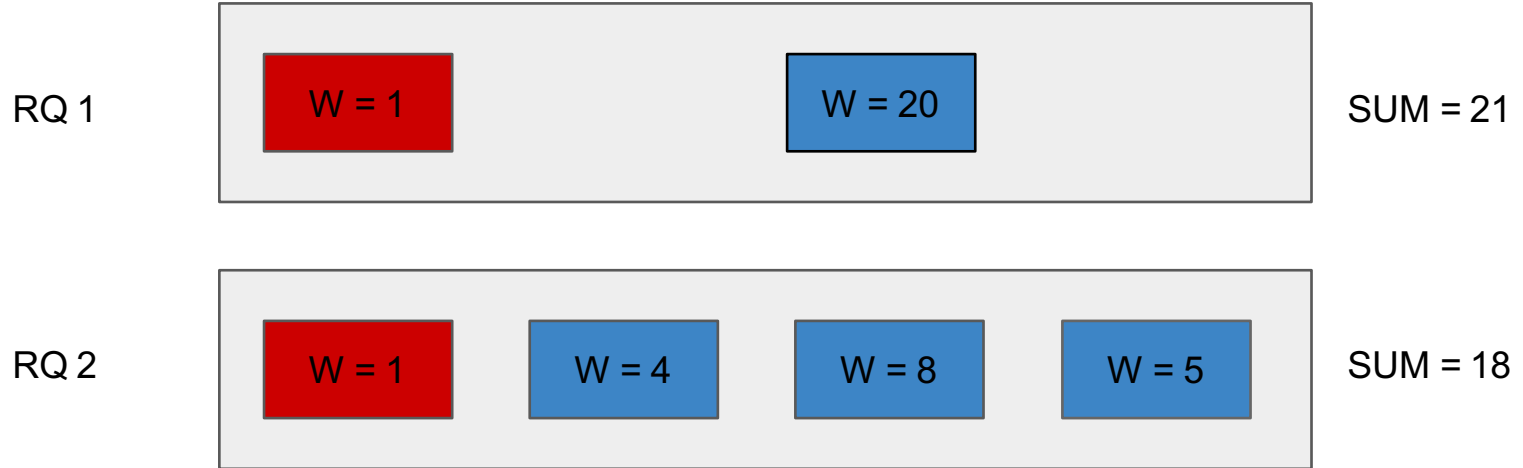 RQ 1
W = 1
W = 20
SUM = 21
RQ 2
W = 1
W = 4
W = 8
W = 5
SUM = 18